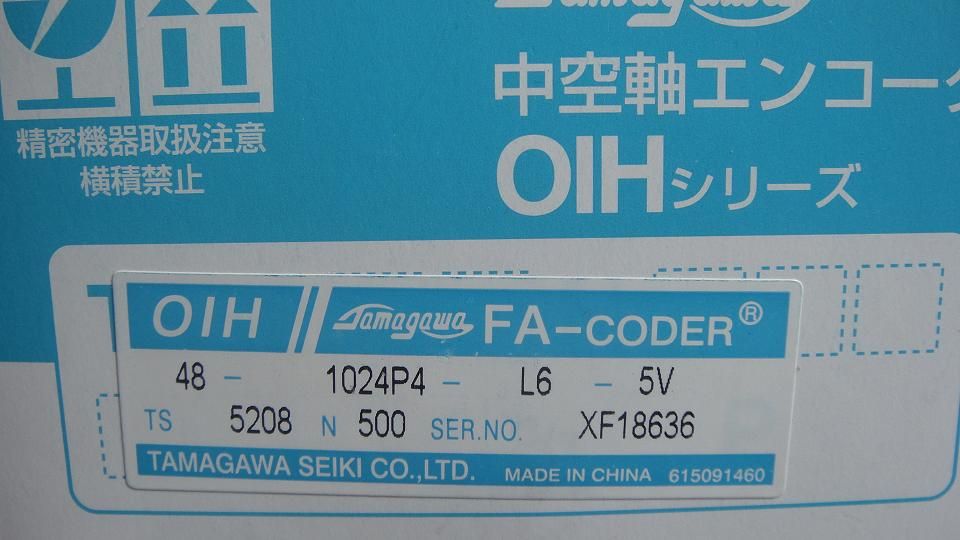 Tamagawa
中空軸エンコー
OIHシリーズ
精密機器取扱注意
横積禁止
OIH // Tamagawa FA-CODER®
48 - 1024P4 - L6 - 5V
TS 5208 N 500 SER.NO. XF18636
TAMAGAWA SEIKI CO.,LTD. MADE IN CHINA 615091460